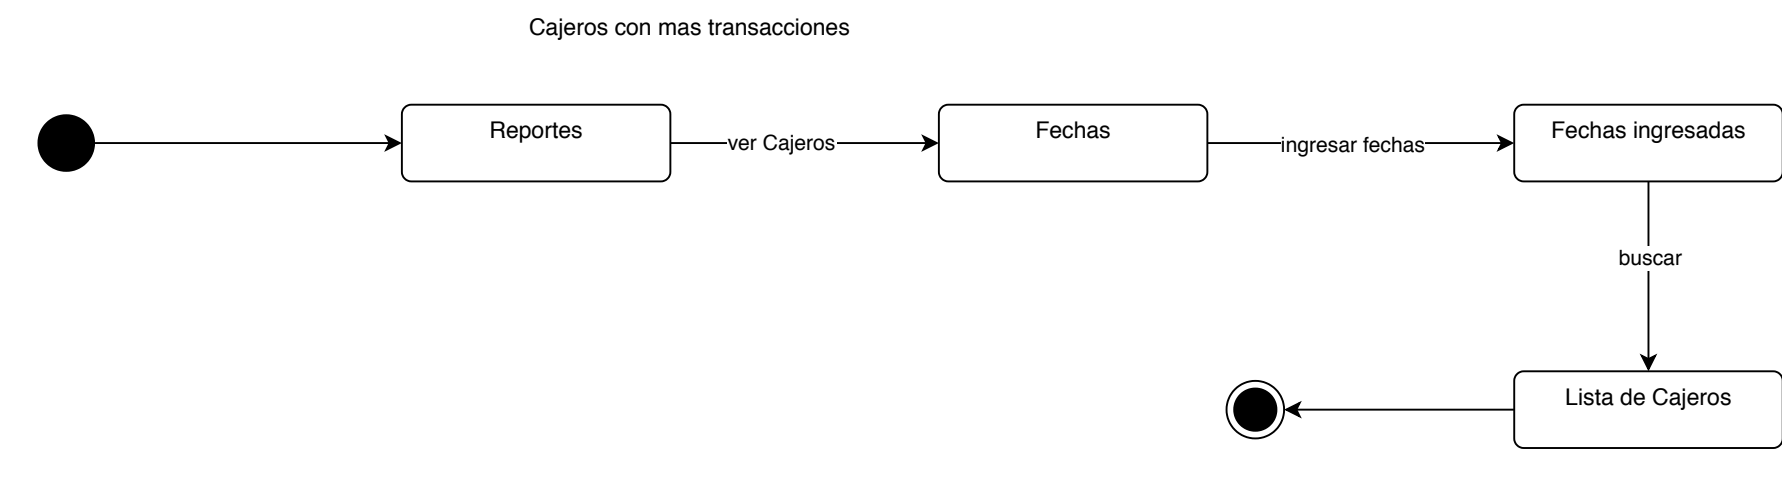 Cajeros con mas transacciones
Reportes
ver Cajeros
Fechas
ingresar fechas
Fechas ingresadas
buscar
Lista de Cajeros